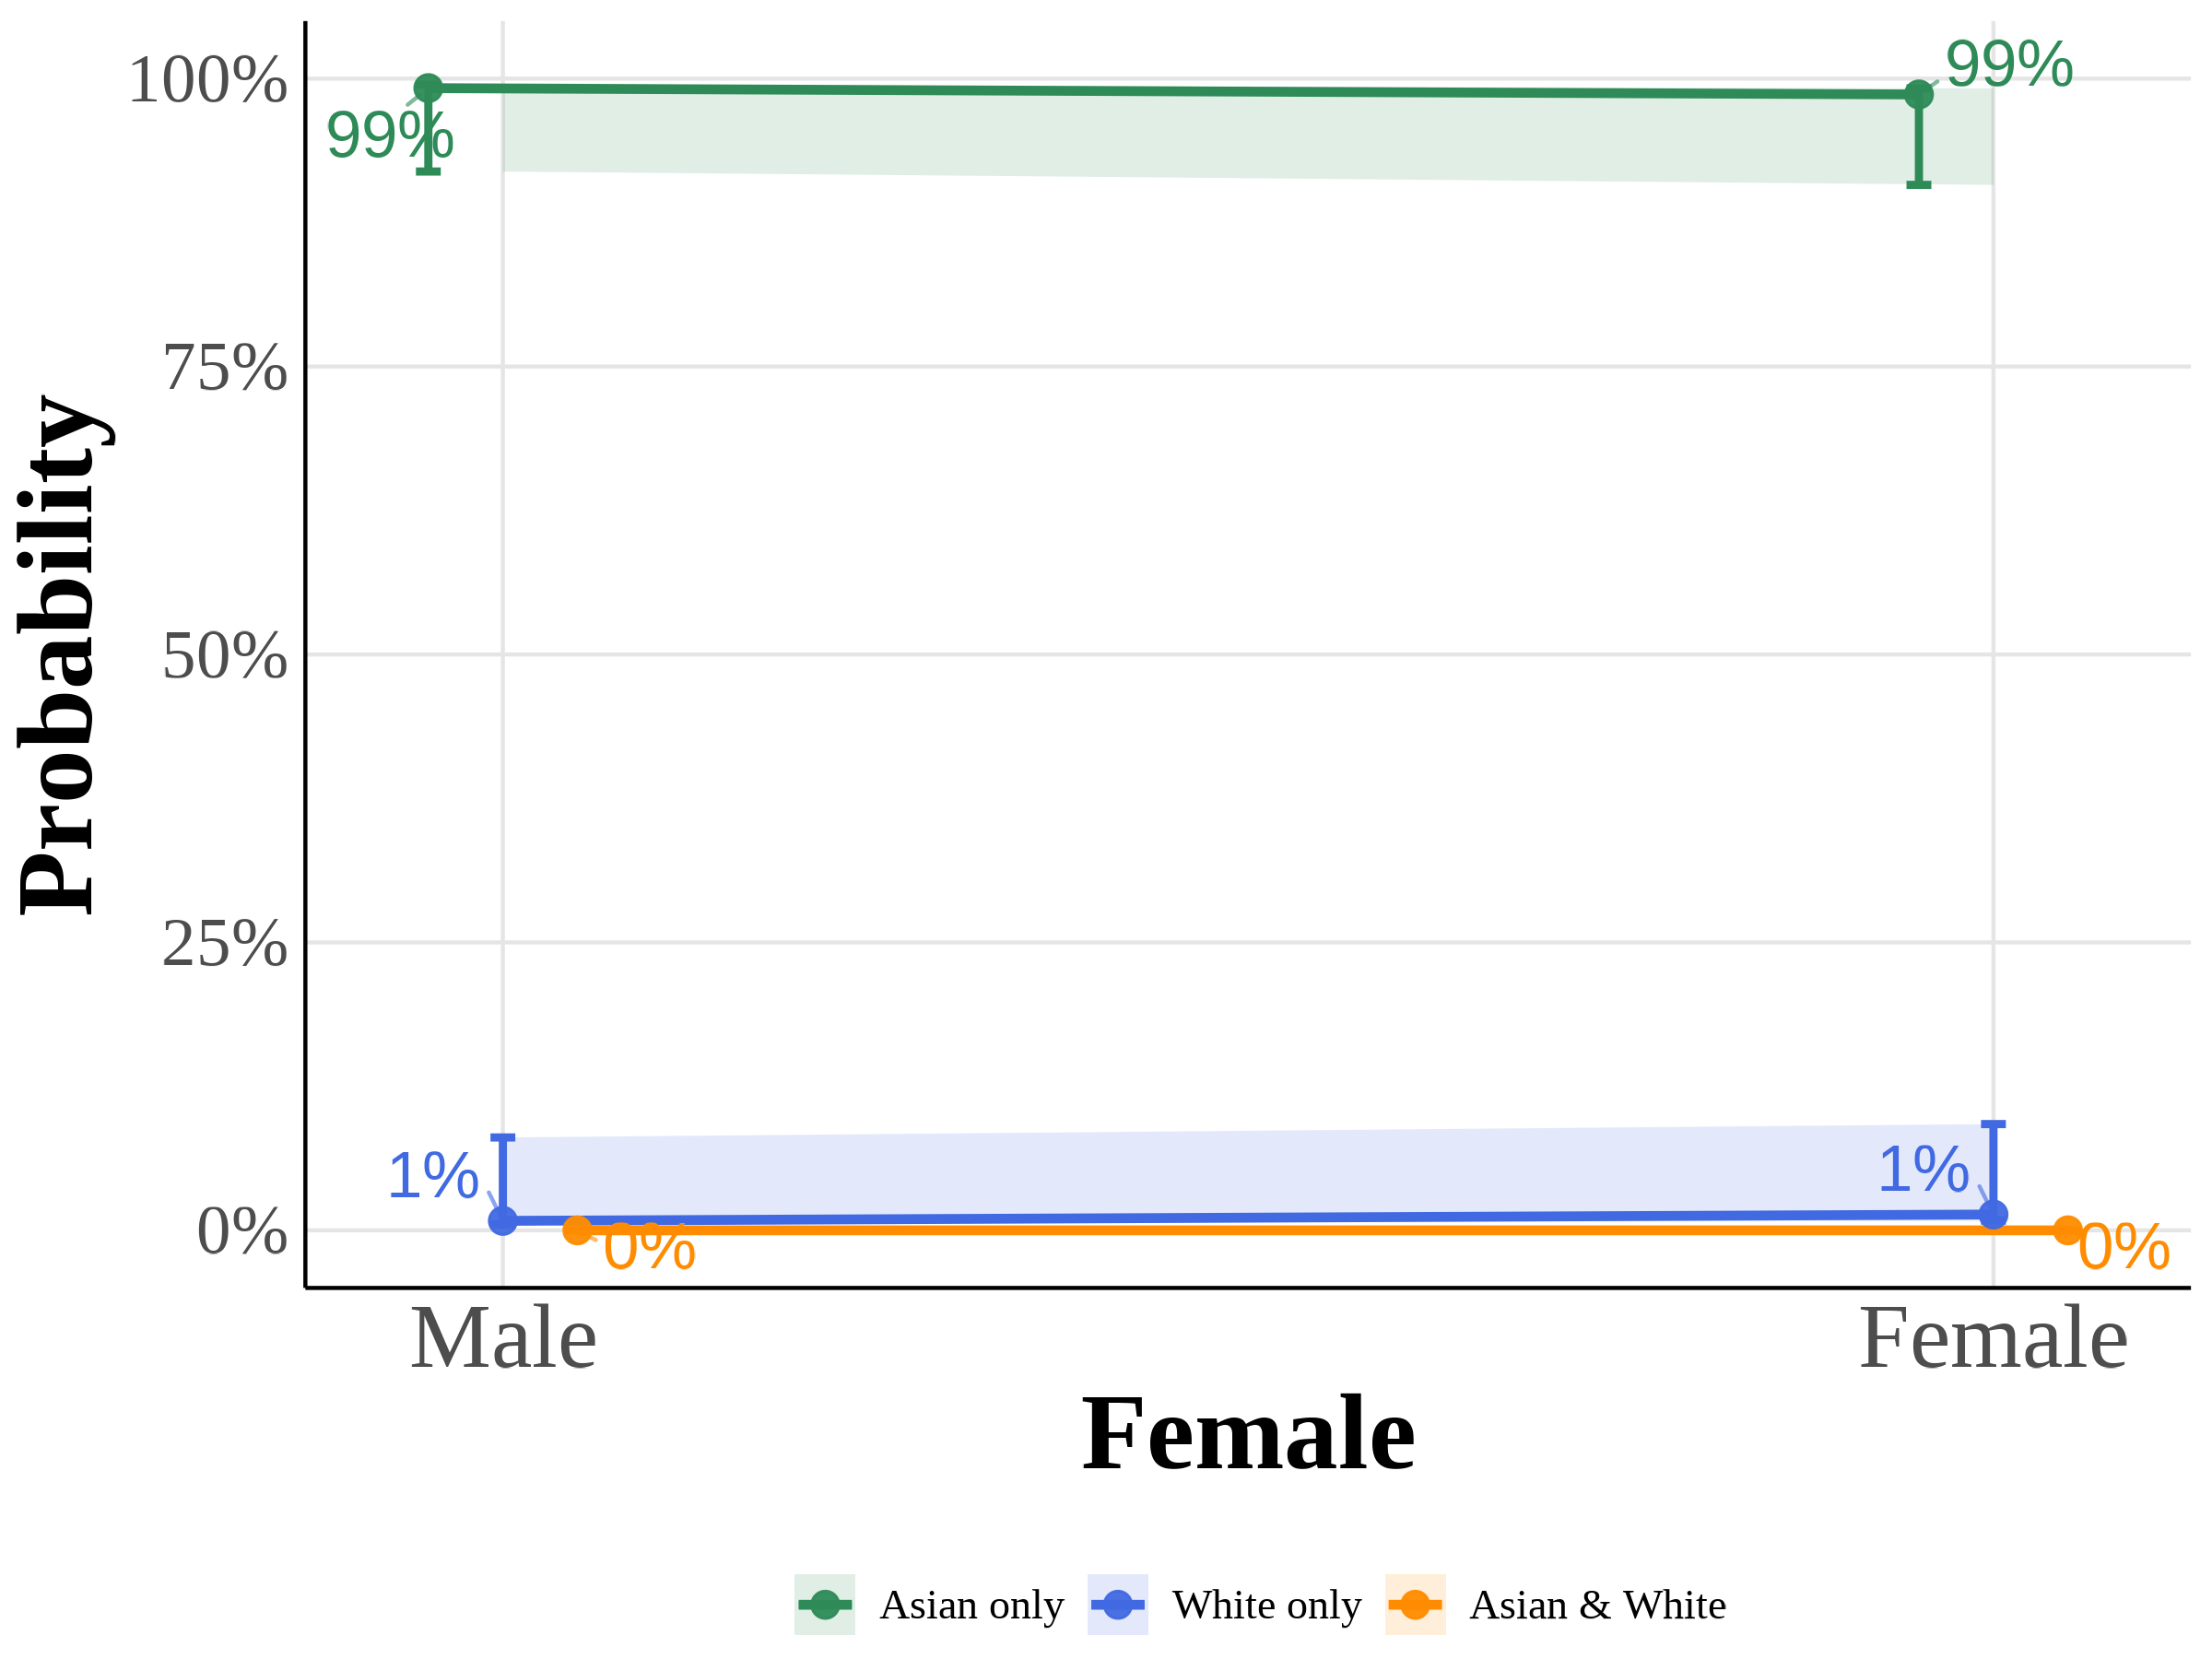 100%
75%
50%
25%
0%
Probability
99%
99%
1%
1%
0%
0%
Male
Female
Female
Asian only
White only
Asian & White